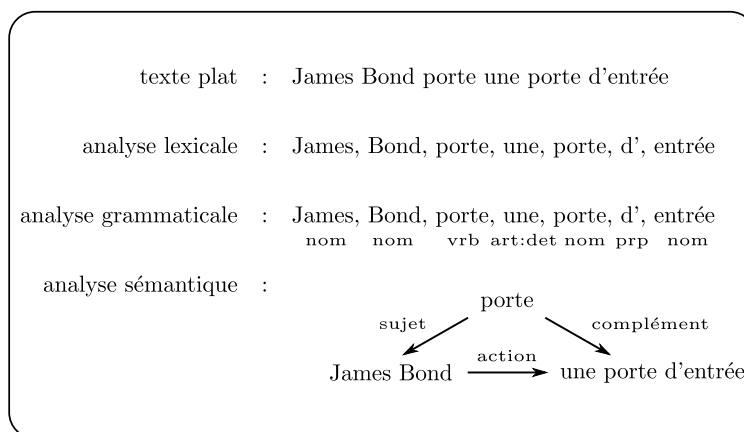 texte plat : James Bond porte une porte d'entrée
analyse lexicale : James, Bond, porte, une, porte, d', entrée
analyse grammaticale : James, Bond, porte, une, porte, d', entrée
nom nom vrb art:det nom prp nom
analyse sémantique :
porte
sujet complément
action
James Bond une porte d'entrée